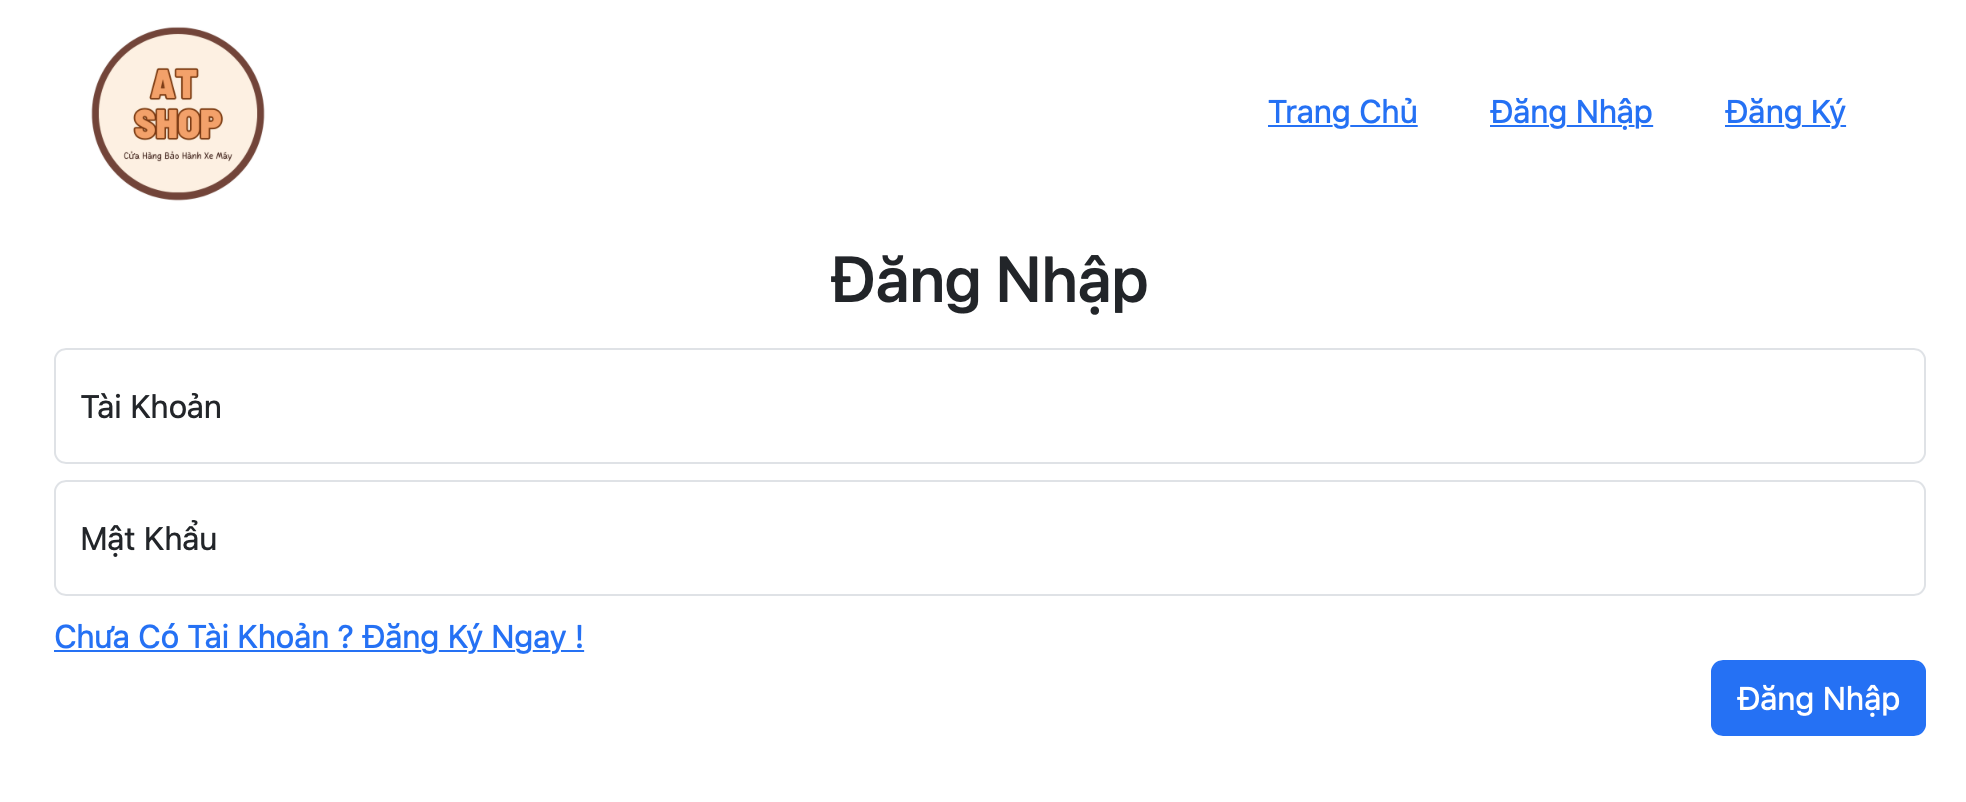 AT
SHOP
Cửa Hàng Bảo Hành Xe Máy
Trang Chủ Đăng Nhập Đăng Ký
Đăng Nhập
Tài Khoản
Mật Khẩu
Chưa Có Tài Khoản ? Đăng Ký Ngay !
Đăng Nhập